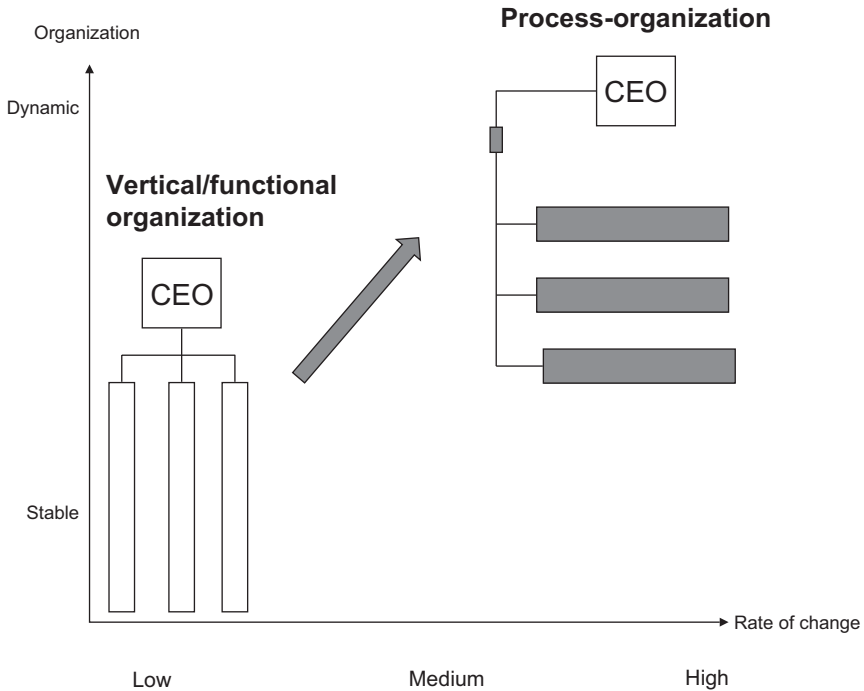 Process-organization
Organization
CEO
Dynamic
Vertical/functional
organization
CEO
Stable
Rate of change
Low
Medium
High